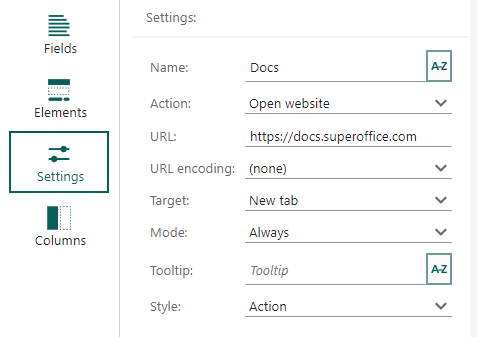 Fields
Elements
Settings
Columns
Settings:
Name: Docs A-Z
Action: Open website
URL: https://docs.superoffice.com
URL encoding: (none)
Target: New tab
Mode: Always
Tooltip: Tooltip A-Z
Style: Action